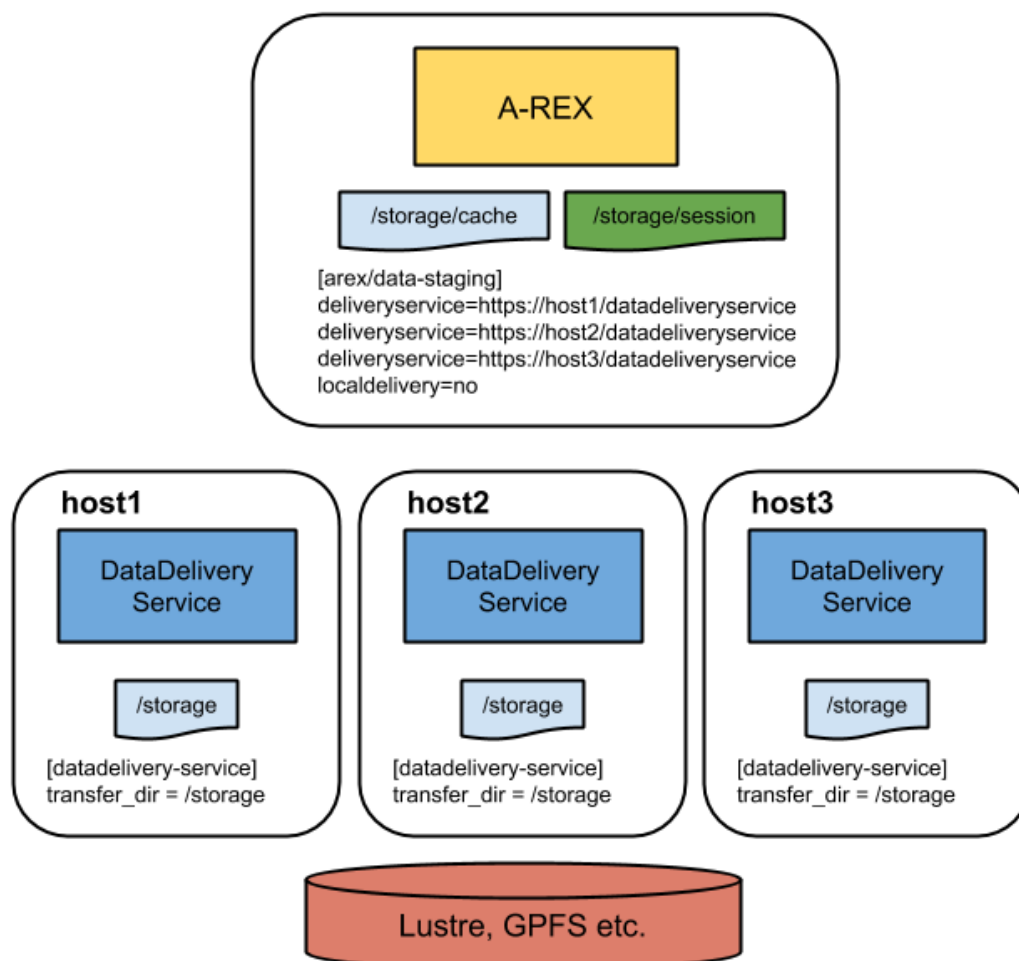 A-REX
/storage/cache
/storage/session
[arex/data-staging]
deliveryservice=https://host1/datadeliveryservice
deliveryservice=https://host2/datadeliveryservice
deliveryservice=https://host3/datadeliveryservice
localdelivery=no
host1
DataDelivery
Service
/storage
[datadelivery-service]
transfer_dir = /storage
host2
DataDelivery
Service
/storage
[datadelivery-service]
transfer_dir = /storage
host3
DataDelivery
Service
/storage
[datadelivery-service]
transfer_dir = /storage
Lustre, GPFS etc.